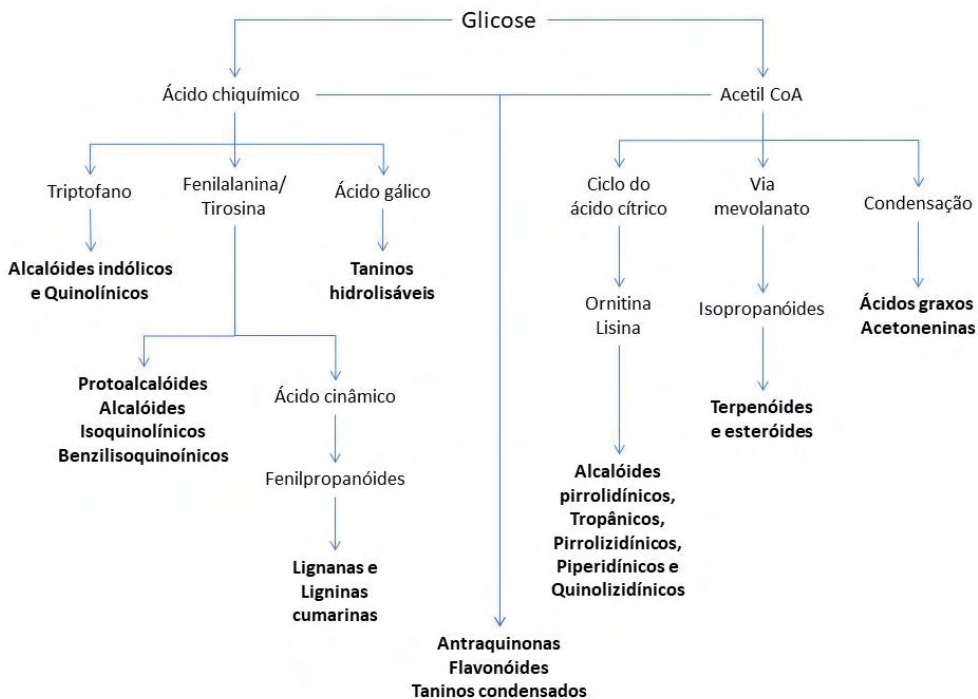 Glicose
Ácido chiquímico
Acetil CoA
Triptofano
Fenilalanina/
Tirosina
Ácido gálico
Ciclo do
ácido cítrico
Via
mevolanato
Condensação
Alcalóides indólicos
e Quinolínicos
Taninos
hidrolisáveis
Ornitina
Lisina
Isopropanóides
Ácidos graxos
Acetoneninas
Protoalcalóides
Alcalóides
Isoquinolínicos
Benzilisoquinoínicos
Ácido cinâmico
Terpenóides
e esteróides
Fenilpropanóides
Alcalóides
pirrolidínicos,
Tropânicos,
Pirrolizidínicos,
Piperidínicos e
Quinolizidínicos
Lignanas e
Ligninas
cumarinas
Antraquinonas
Flavonóides
Taninos condensados